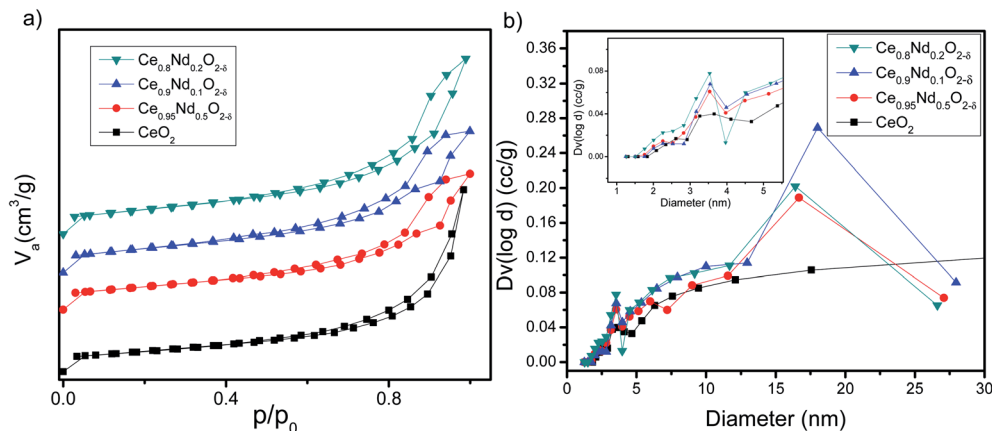 a)
Ce0.8Nd0.2O2-δ
Ce0.9Nd0.1O2-δ
Ce0.95Nd0.5O2-δ
CeO2
Va(cm3/g)
0.0 0.4 0.8
p/p0
b)
0.36
0.32
0.28
0.24
0.20
0.16
0.12
0.08
0.04
0.00
Dv(log d) (cc/g)
0 5 10 15 20 25 30
Diameter (nm)
Ce0.8Nd0.2O2-δ
Ce0.9Nd0.1O2-δ
Ce0.95Nd0.5O2-δ
CeO2
0.08
0.04
0.00
Dv(log d) (cc/g)
1 2 3 4 5
Diameter (nm)